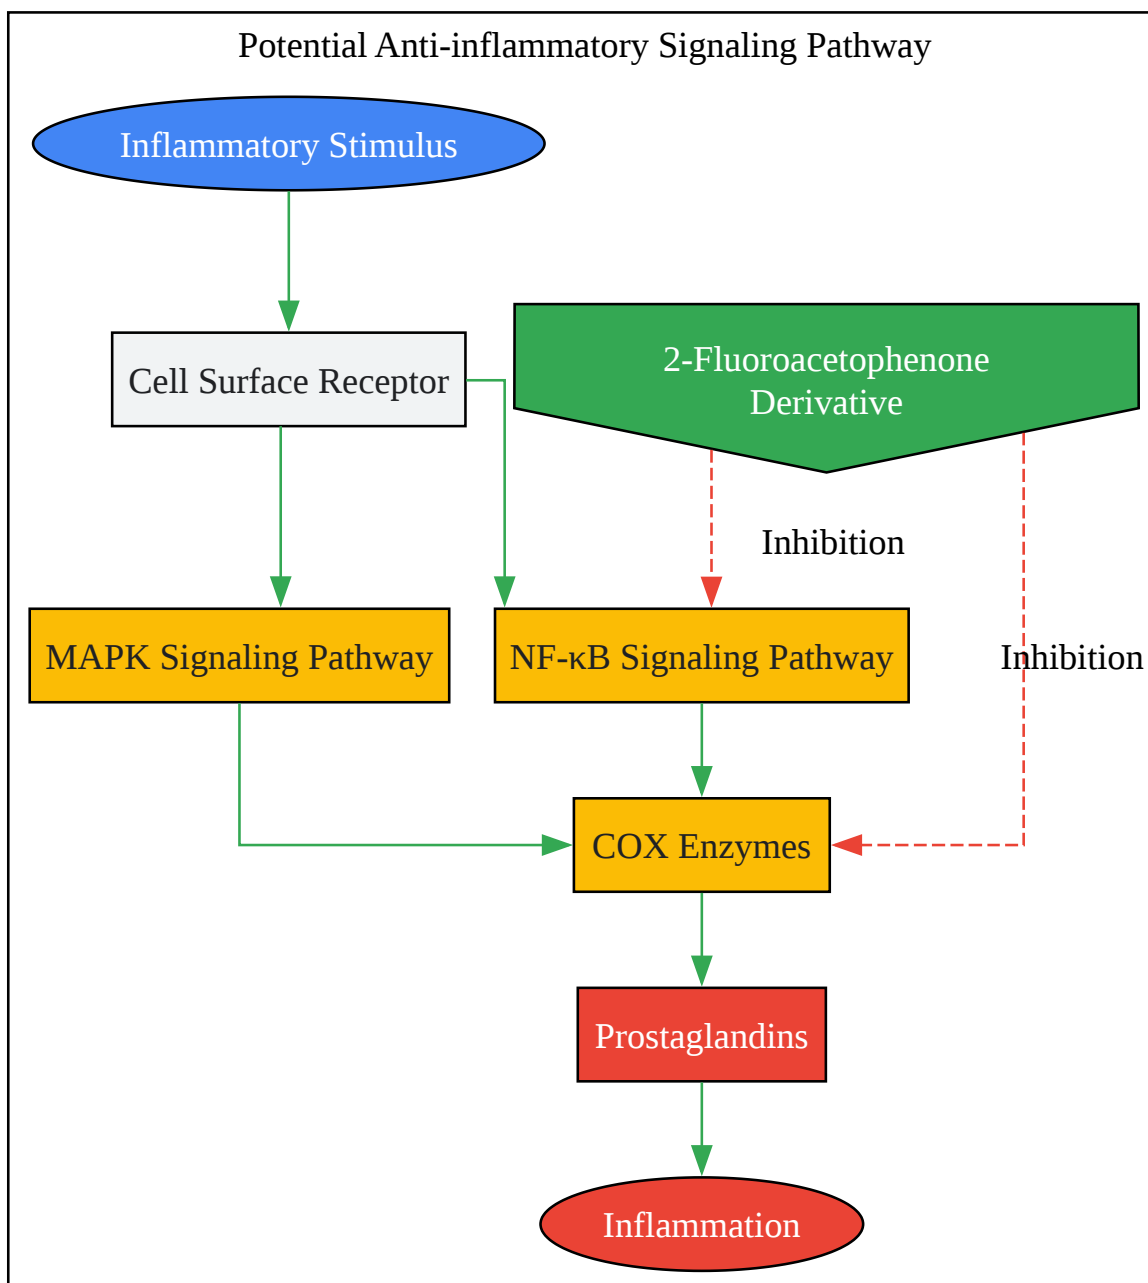 Potential Anti-inflammatory Signaling Pathway
Inflammatory Stimulus
Cell Surface Receptor
2-Fluoroacetophenone
Derivative
Inhibition
MAPK Signaling Pathway
NF-κB Signaling Pathway
Inhibition
COX Enzymes
Prostaglandins
Inflammation